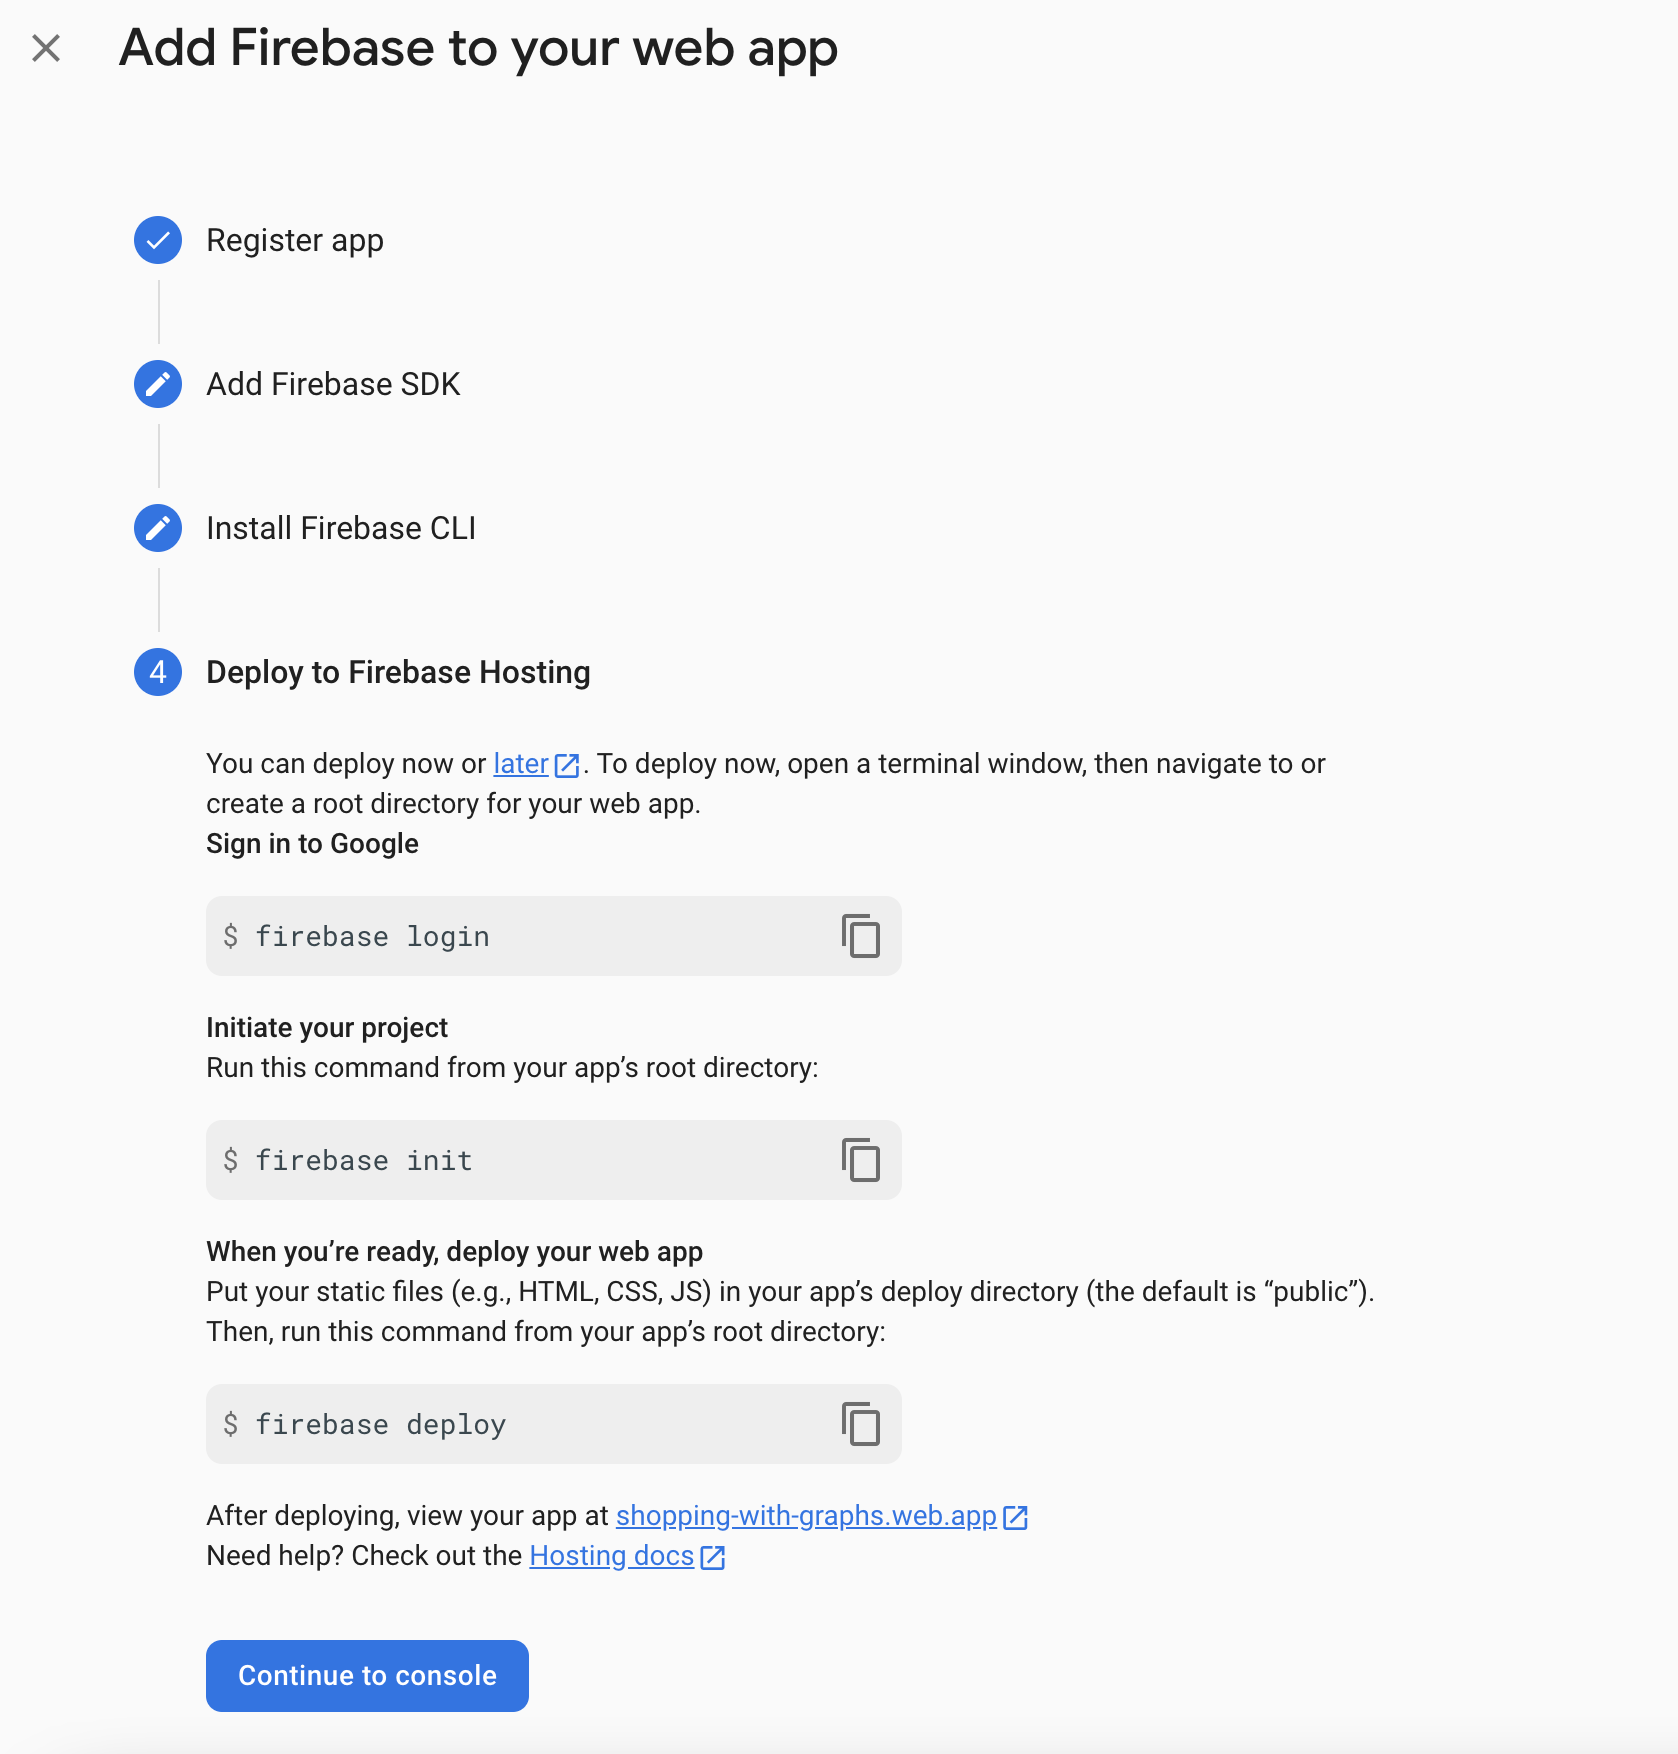 Add Firebase to your web app
Register app
Add Firebase SDK
Install Firebase CLI
4 Deploy to Firebase Hosting
You can deploy now or later. To deploy now, open a terminal window, then navigate to or
create a root directory for your web app.
Sign in to Google
$ firebase login
Initiate your project
Run this command from your app’s root directory:
$ firebase init
When you’re ready, deploy your web app
Put your static files (e.g., HTML, CSS, JS) in your app’s deploy directory (the default is “public”).
Then, run this command from your app’s root directory:
$ firebase deploy
After deploying, view your app at shopping-with-graphs.web.app
Need help? Check out the Hosting docs
Continue to console